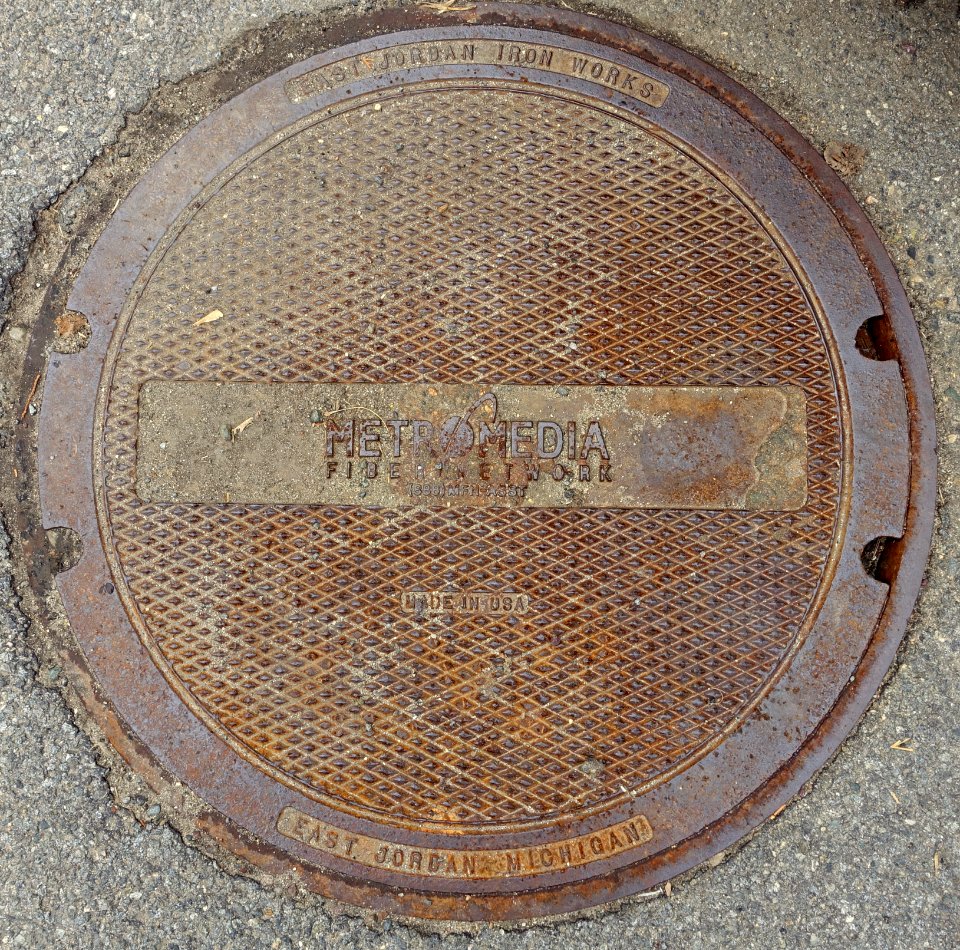 EAST JORDAN IRON WORKS
METROMEDIA
FIBER NETWORK
MADE IN USA
EAST JORDAN, MICHIGAN